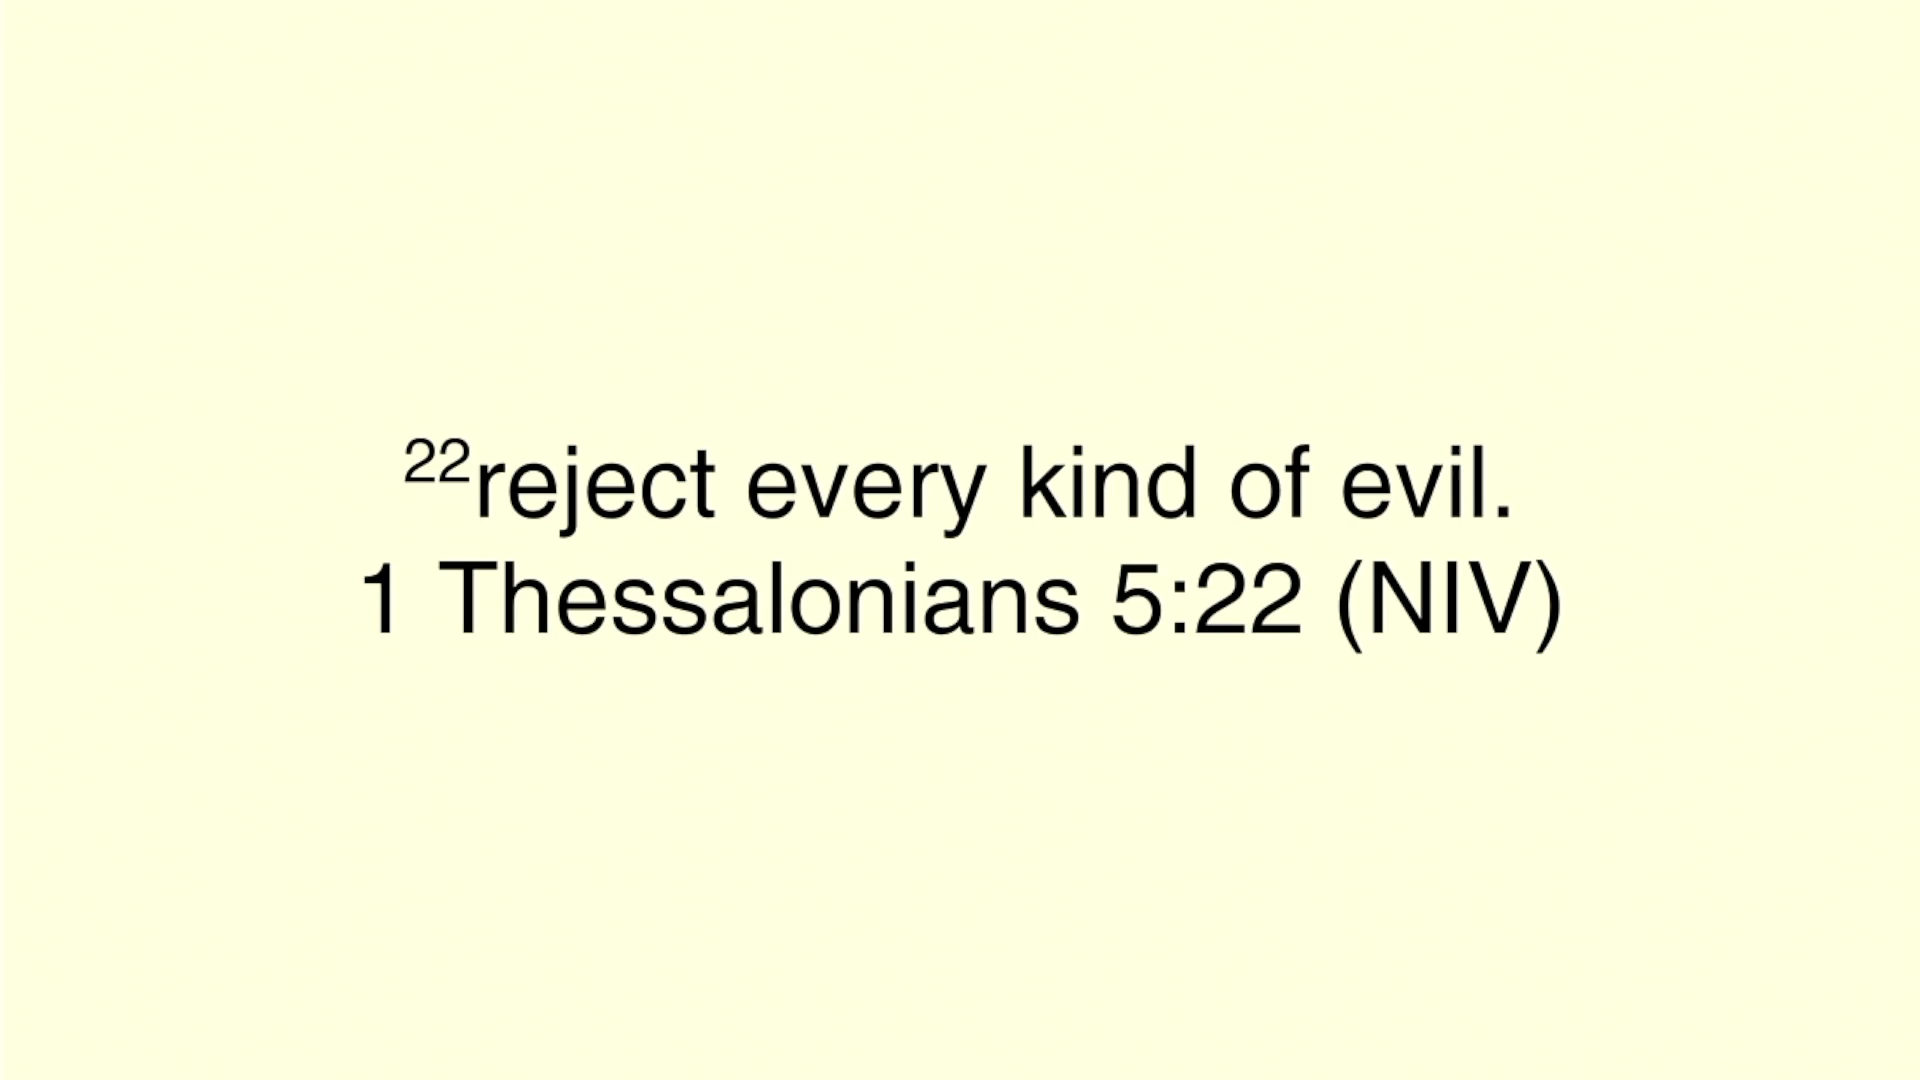 22reject every kind of evil.
1 Thessalonians 5:22 (NIV)